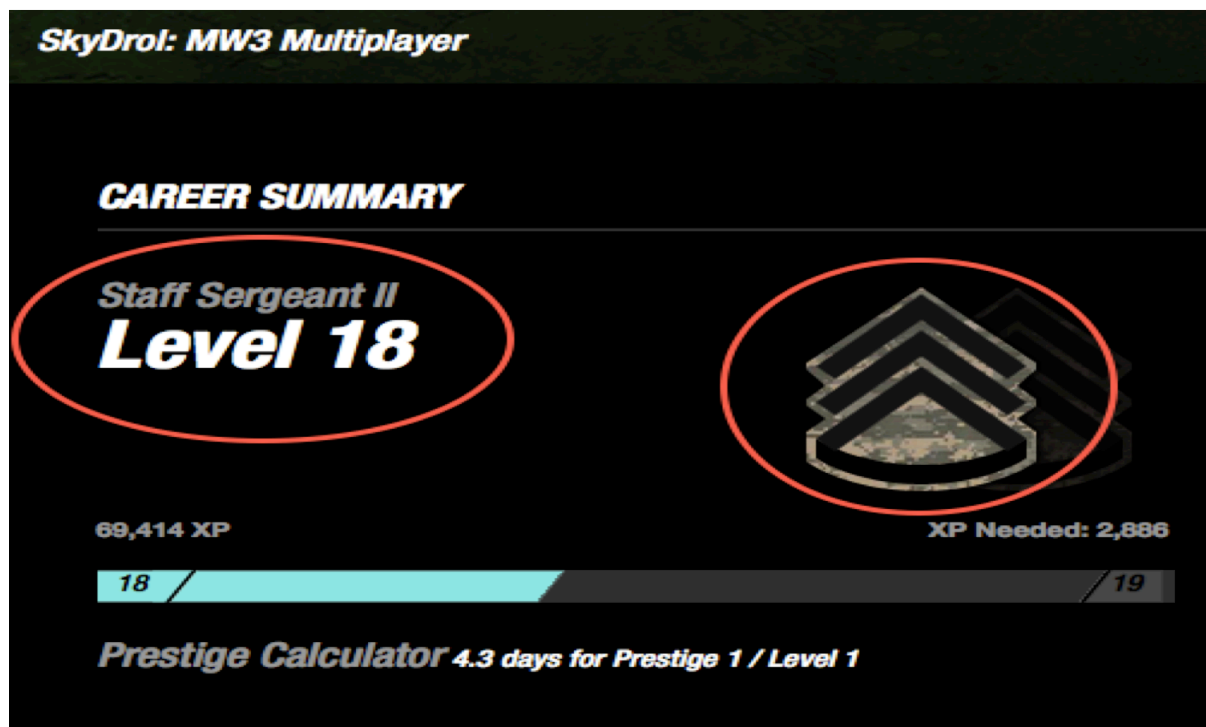 SkyDrol: MW3 Multiplayer
CAREER SUMMARY
Staff Sergeant II
Level 18
69,414 XP
XP Needed: 2,886
18
19
Prestige Calculator 4.3 days for Prestige 1 / Level 1